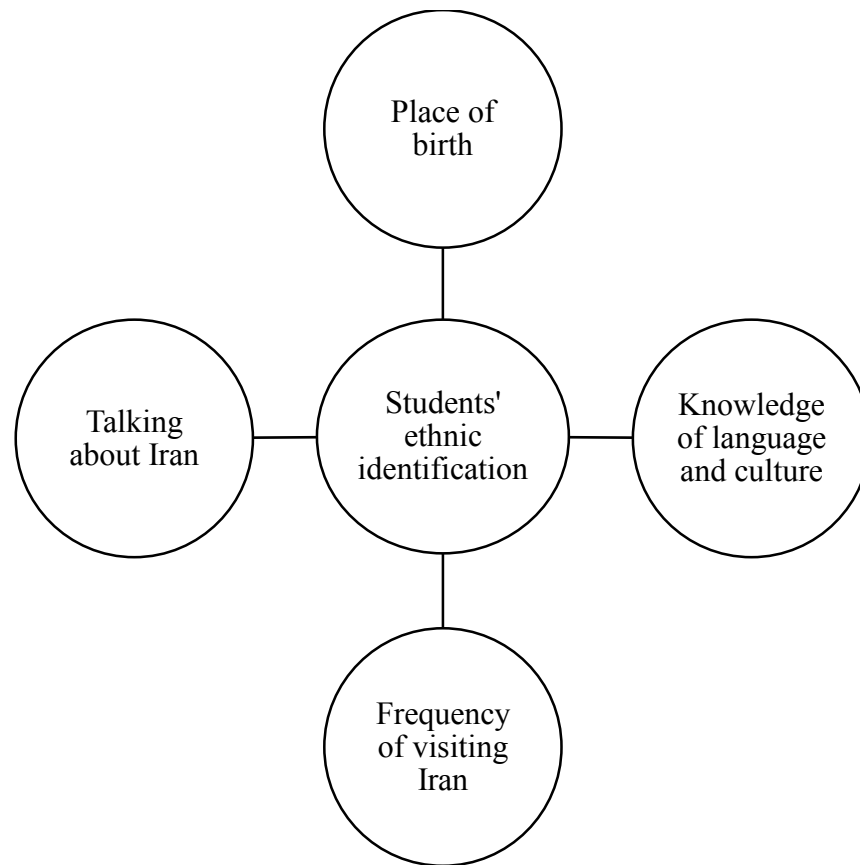 Place of
birth
Talking
about Iran
Students'
ethnic
identification
Knowledge
of language
and culture
Frequency
of visiting
Iran